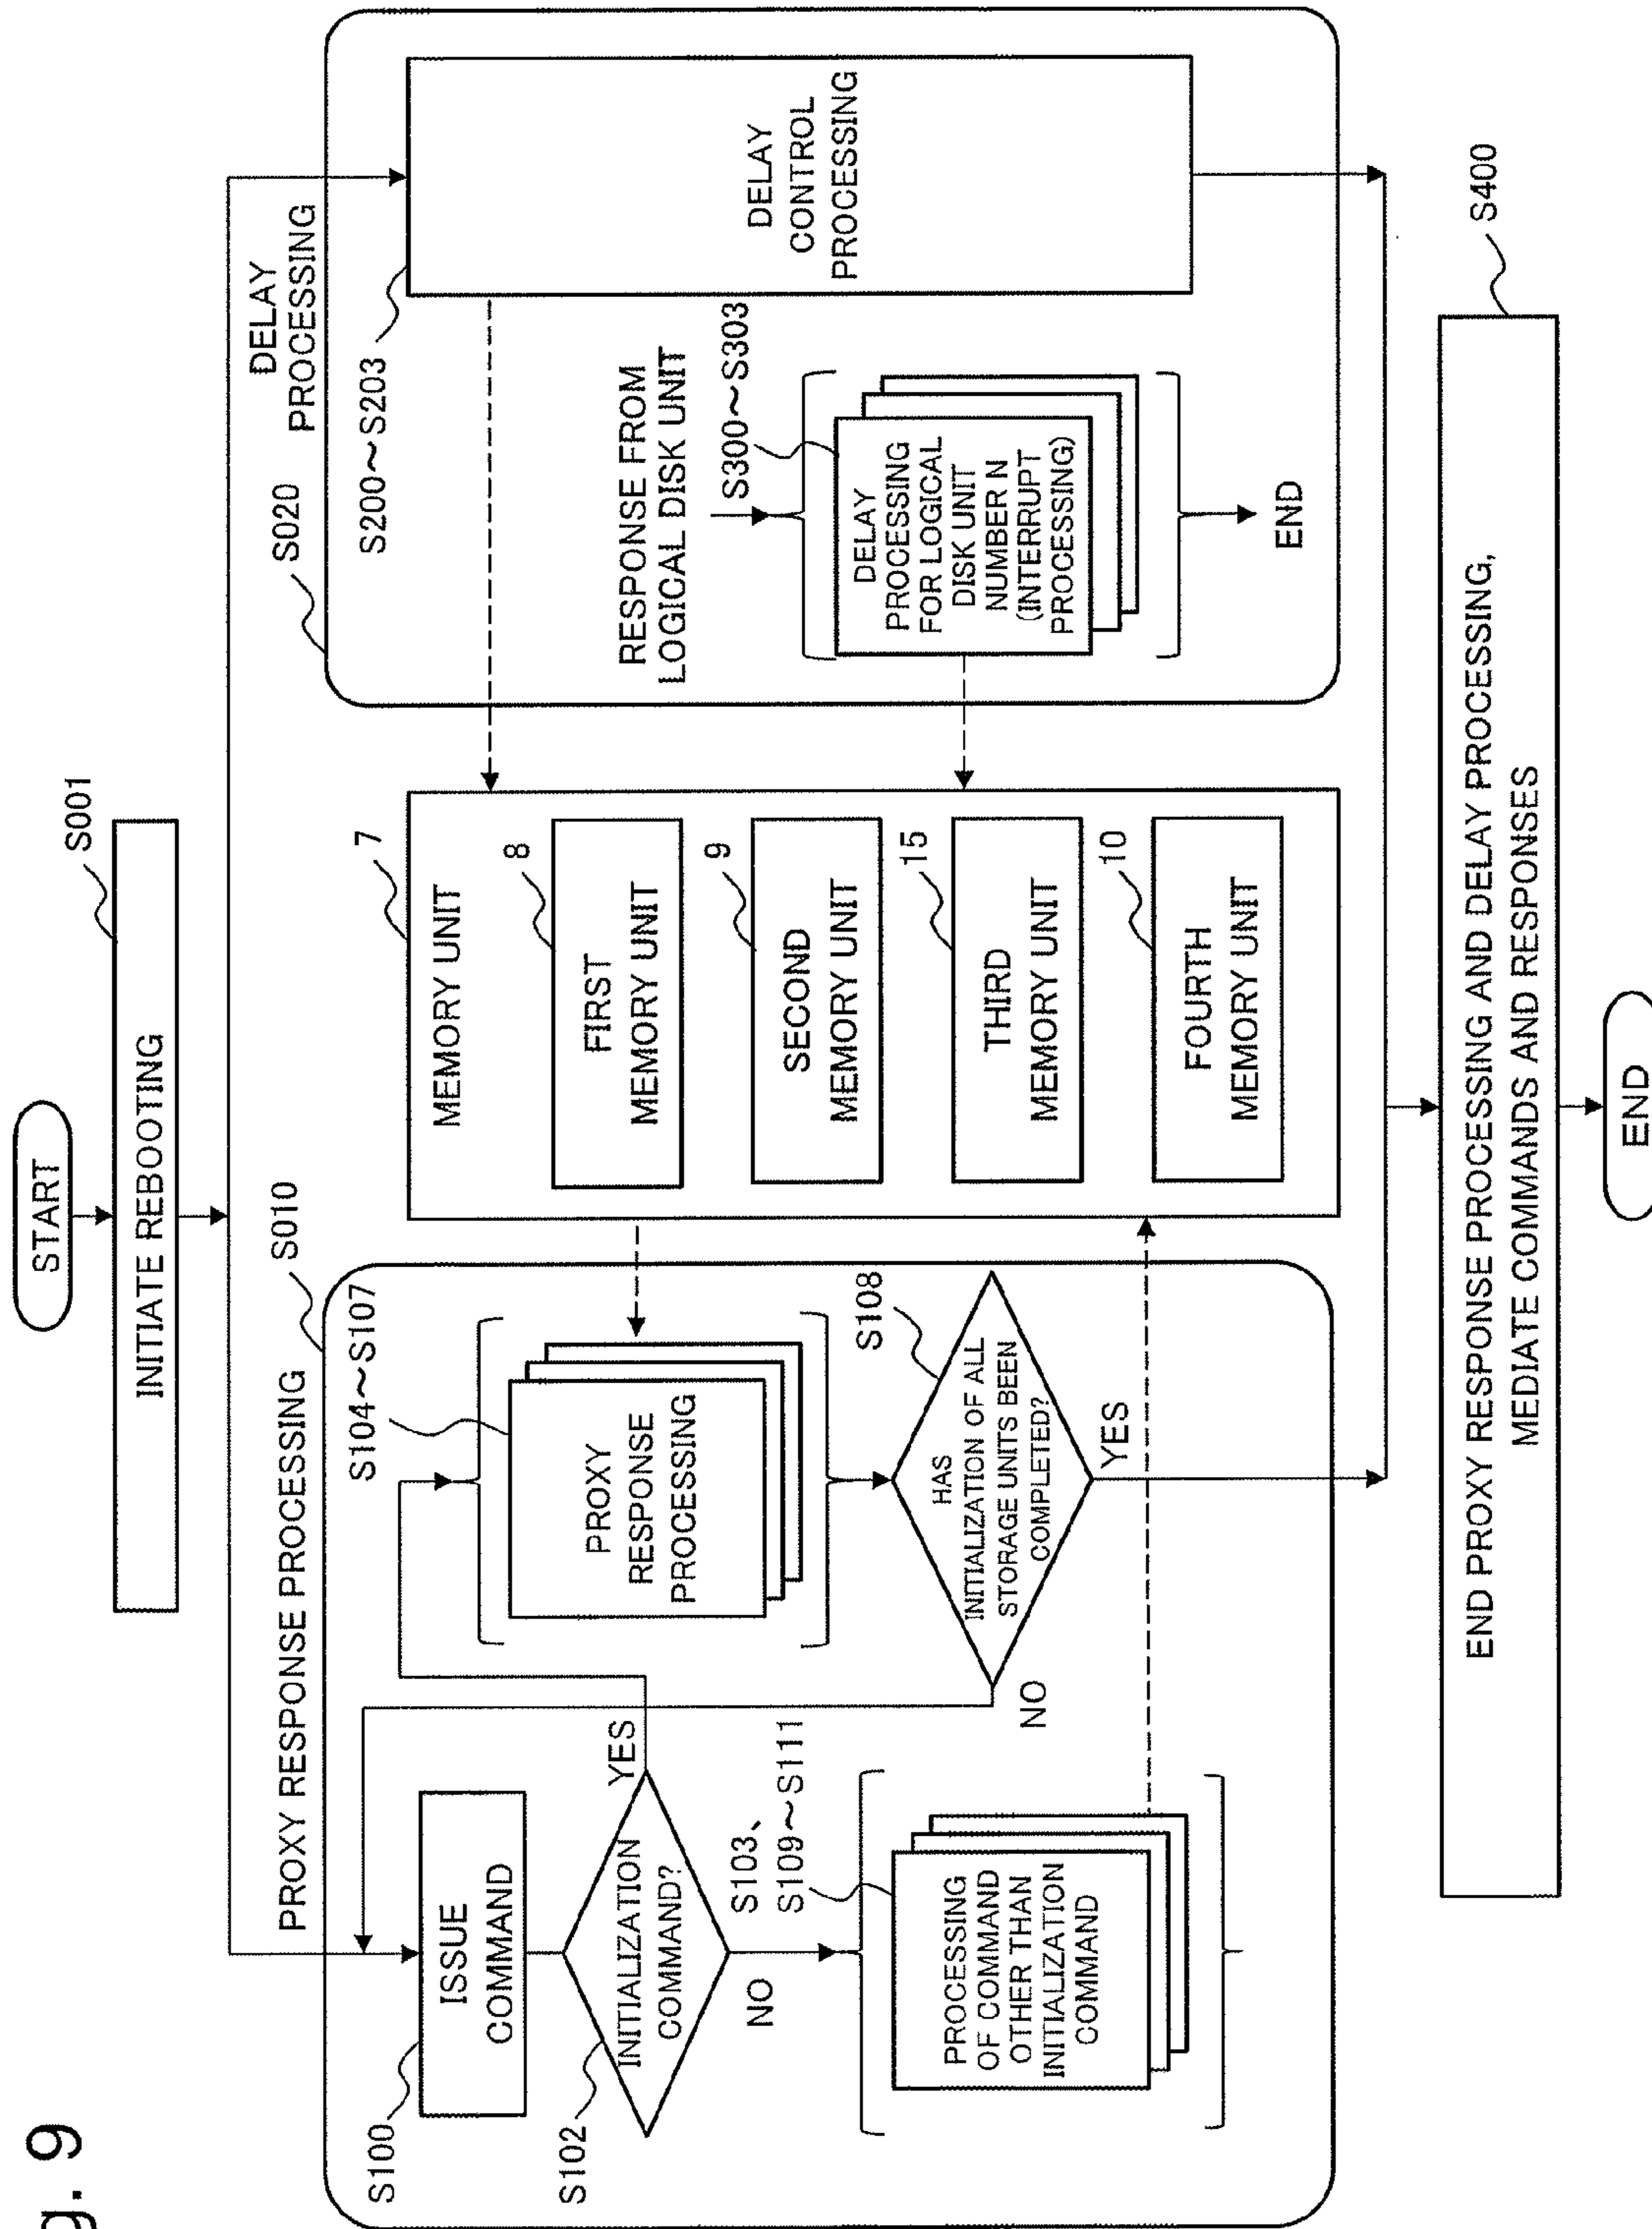 g. 9
START
INITIATE REBOOTING
S001
PROXY RESPONSE PROCESSING
S010
S100
ISSUE
COMMAND
S102
INITIALIZATION
COMMAND?
YES
NO
S103、
S109～S111
PROCESSING
OF COMMAND
OTHER THAN
INITIALIZATION
COMMAND
S104～S107
PROXY
RESPONSE
PROCESSING
S108
HAS
INITIALIZATION OF ALL
STORAGE UNITS BEEN
COMPLETED?
NO
YES
7
MEMORY UNIT
8
FIRST
MEMORY UNIT
9
SECOND
MEMORY UNIT
15
THIRD
MEMORY UNIT
10
FOURTH
MEMORY UNIT
S020
DELAY
PROCESSING
S200～S203
DELAY
CONTROL
PROCESSING
RESPONSE FROM
LOGICAL DISK UNIT
S300～S303
DELAY
PROCESSING
FOR LOGICAL
DISK UNIT
NUMBER N
(INTERRUPT
PROCESSING)
END
S400
END PROXY RESPONSE PROCESSING AND DELAY PROCESSING,
MEDIATE COMMANDS AND RESPONSES
END